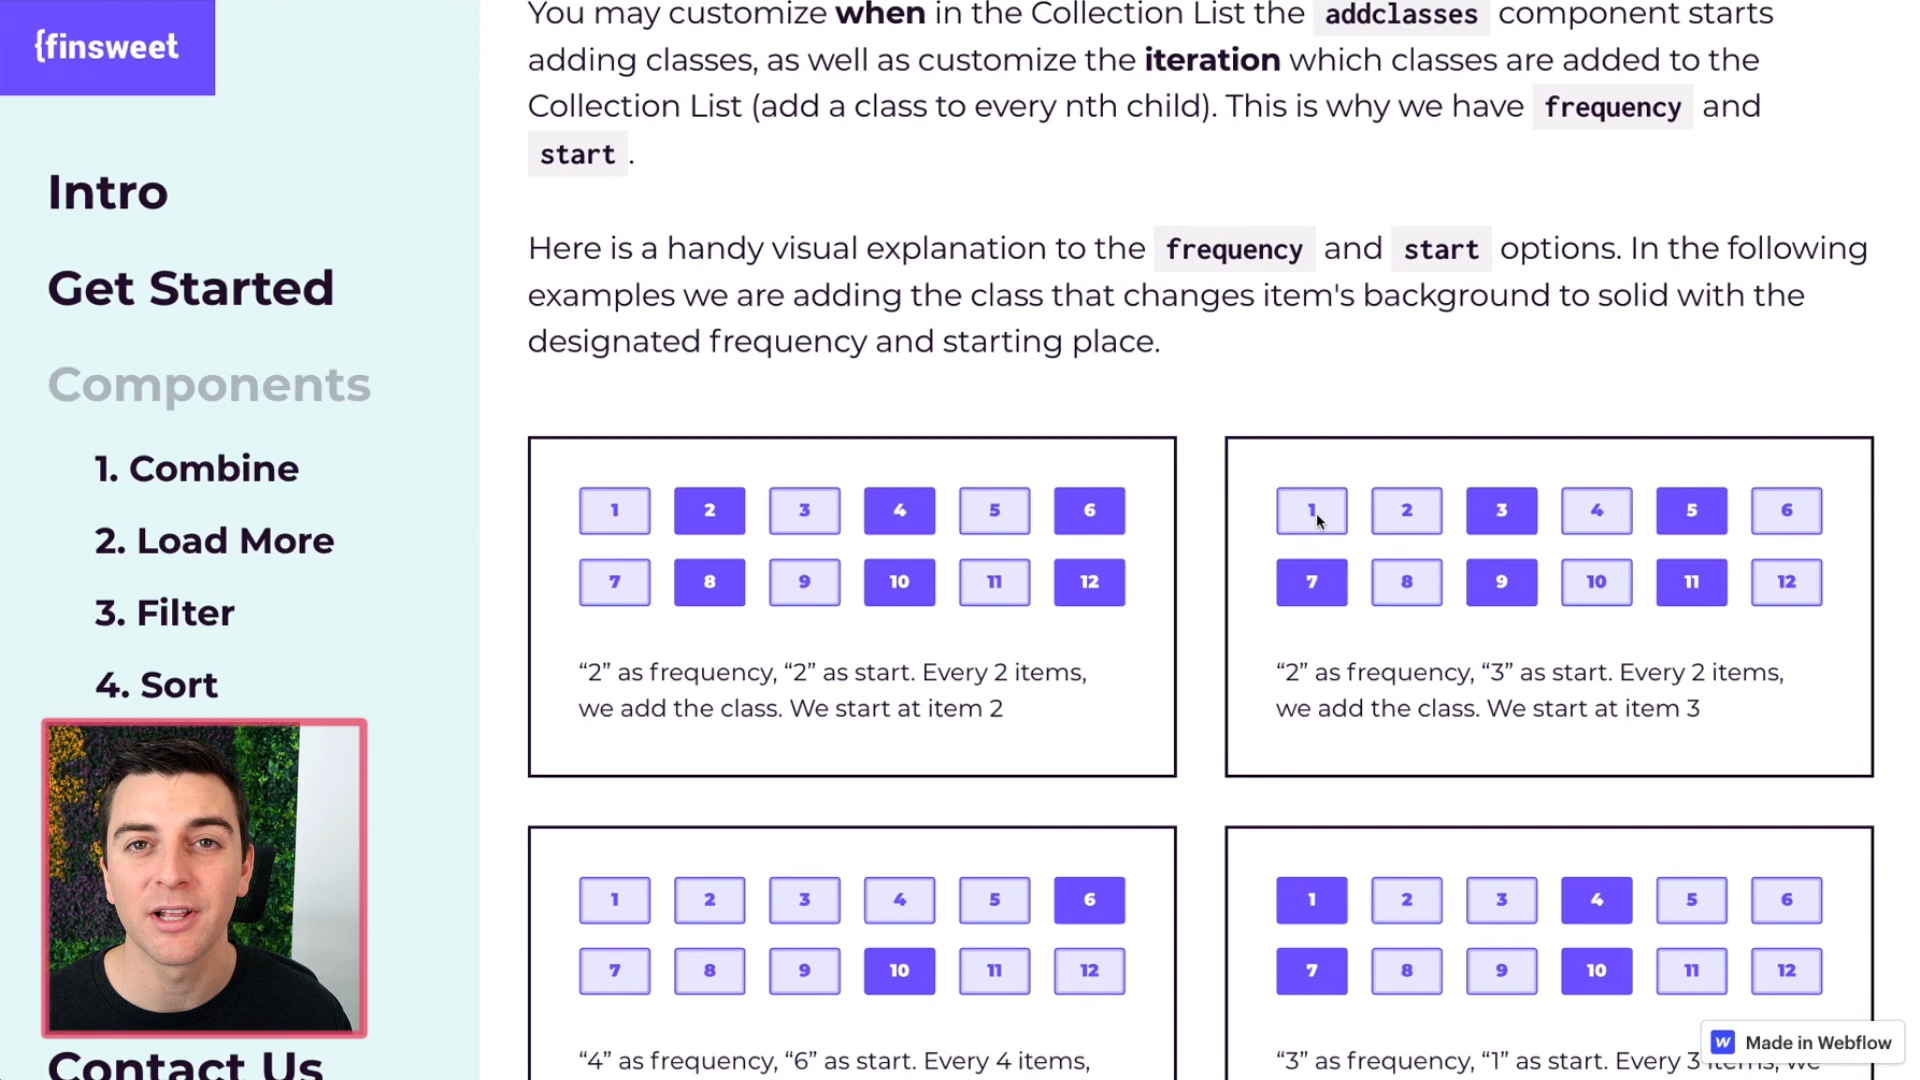 {finsweet
Intro
Get Started
Components
1. Combine
2. Load More
3. Filter
4. Sort
Contact Us
You may customize when in the Collection List the addclasses component starts
adding classes, as well as customize the iteration which classes are added to the
Collection List (add a class to every nth child). This is why we have frequency and
start .
Here is a handy visual explanation to the frequency and start options. In the following
examples we are adding the class that changes item's background to solid with the
designated frequency and starting place.
1 2 3 4 5 6
7 8 9 10 11 12
“2” as frequency, “2” as start. Every 2 items,
we add the class. We start at item 2
1 2 3 4 5 6
7 8 9 10 11 12
“2” as frequency, “3” as start. Every 2 items,
we add the class. We start at item 3
1 2 3 4 5 6
7 8 9 10 11 12
“4” as frequency, “6” as start. Every 4 items,
1 2 3 4 5 6
7 8 9 10 11 12
“3” as frequency, “1” as start. Every 3 items, we
W Made in Webflow